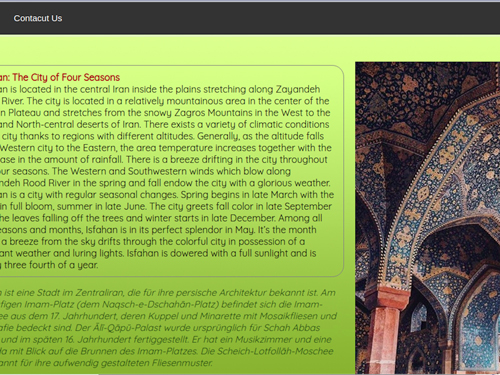 Contacut Us
an: The City of Four Seasons
an is located in the central Iran inside the plains stretching along Zayandeh
River. The city is located in a relatively mountainous area in the center of the
n Plateau and stretches from the snowy Zagros Mountains in the West to the
and North-central deserts of Iran. There exists a variety of climatic conditions
city thanks to regions with different altitudes. Generally, as the altitude falls
Western city to the Eastern, the area temperature increases together with the
ase in the amount of rainfall. There is a breeze drifting in the city throughout
our seasons. The Western and Southwestern winds which blow along
ndeh Rood River in the spring and fall endow the city with a glorious weather.
an is a city with regular seasonal changes. Spring begins in late March with the
in full bloom, summer in late June. The city greets fall color in late September
he leaves falling off the trees and winter starts in late December. Among all
easons and months, Isfahan is in its perfect splendor in May. It's the month
a breeze from the sky drifts through the colorful city in possession of a
ant weather and luring lights. Isfahan is dowered with a full sunlight and is
y three fourth of a year.
n ist eine Stadt im Zentraliran, die für ihre persische Architektur bekannt ist. Am
figen Imam-Platz (dem Naqsch-e-Dschahān-Platz) befindet sich die Imam-
ee aus dem 17. Jahrhundert, deren Kuppel und Minarette mit Mosaikfliesen und
afie bedeckt sind. Der Ālī-Qāpū-Palast wurde ursprünglich für Schah Abbas
und im späten 16. Jahrhundert fertiggestellt. Er hat ein Musikzimmer und eine
da mit Blick auf die Brunnen des Imam-Platzes. Die Scheich-Lotfollāh-Moschee
annt für ihre aufwendig gestalteten Fliesenmuster.